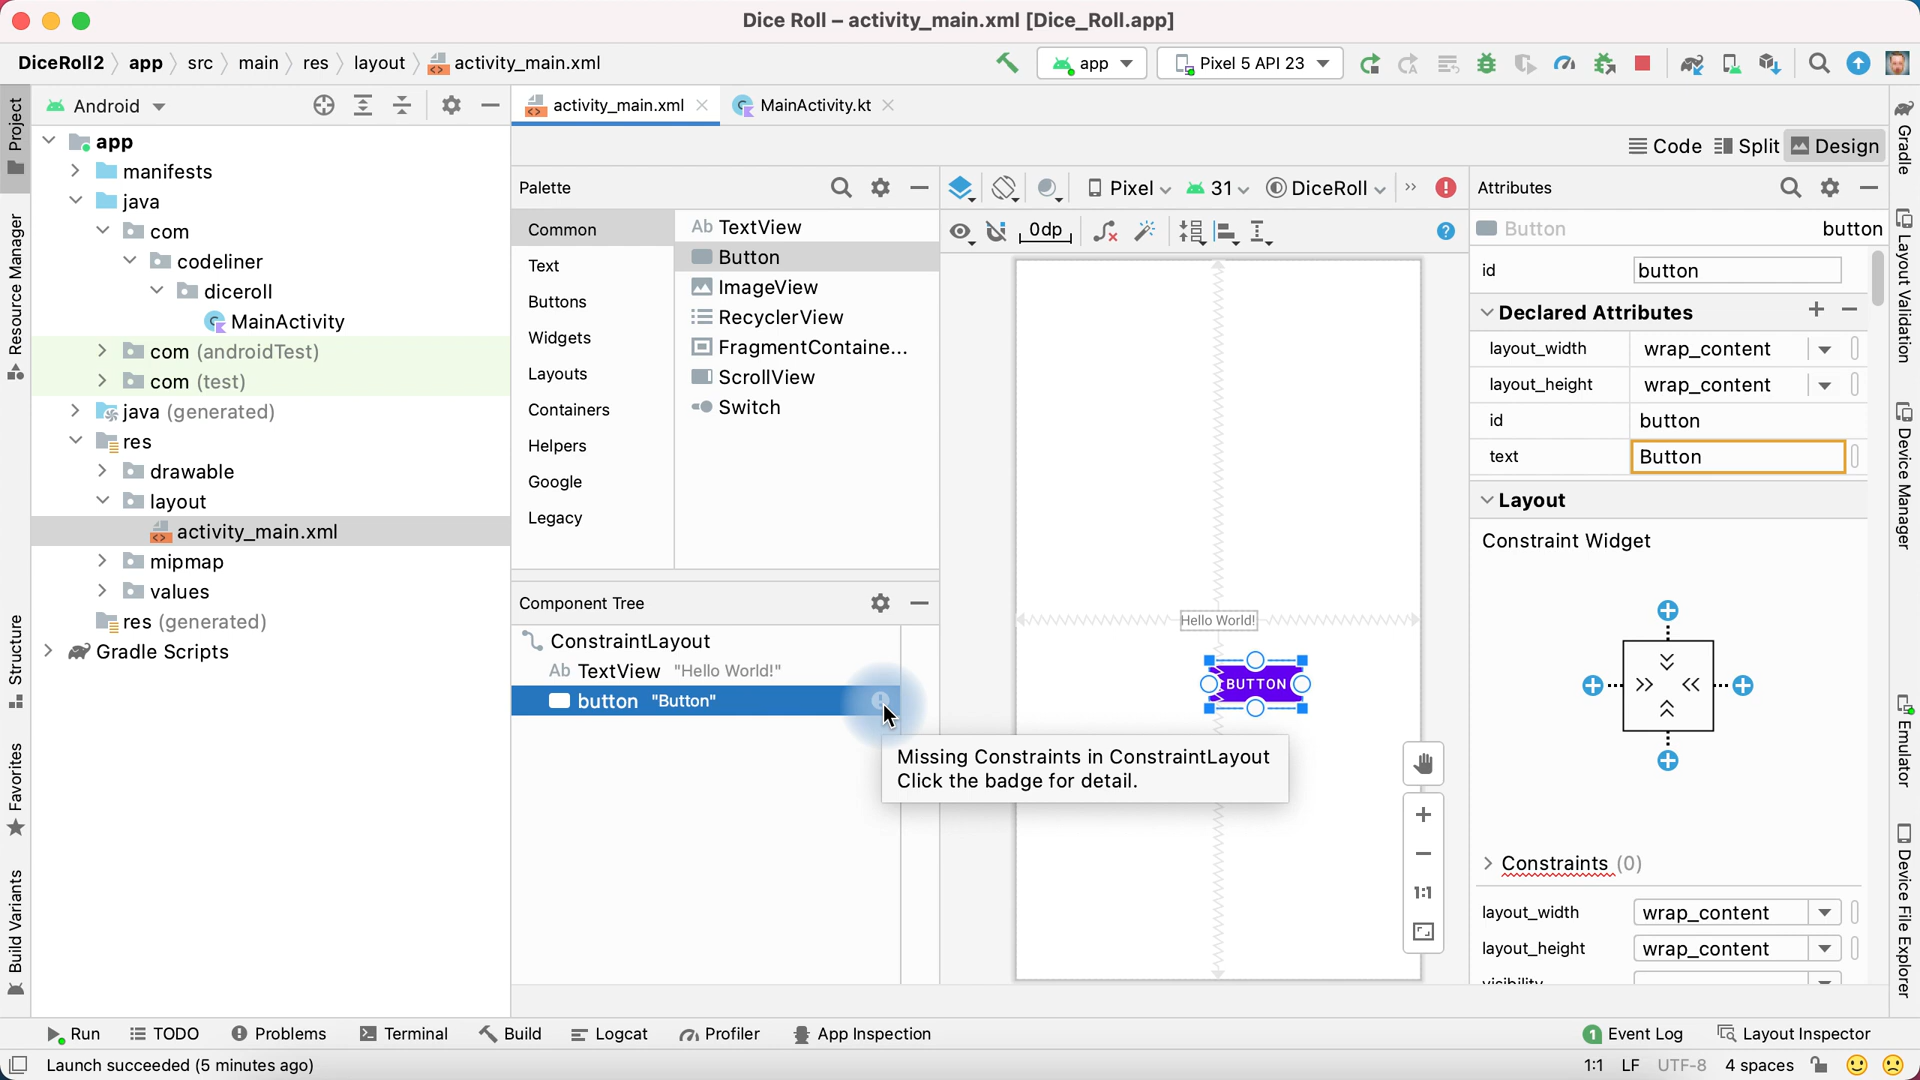 Dice Roll – activity_main.xml [Dice_Roll.app]
DiceRoll2 app src main res layout activity_main.xml
app
Pixel 5 API 23
Project
Resource Manager
Structure
Favorites
Build Variants
Android
app
manifests
java
com
codeliner
diceroll
MainActivity
com (androidTest)
com (test)
java (generated)
res
drawable
layout
activity_main.xml
mipmap
values
res (generated)
Gradle Scripts
activity_main.xml
MainActivity.kt
Code
Split
Design
Palette
Common
Text
Buttons
Widgets
Layouts
Containers
Helpers
Google
Legacy
Ab TextView
Button
ImageView
RecyclerView
FragmentContaine...
ScrollView
Switch
Component Tree
ConstraintLayout
Ab TextView "Hello World!"
button "Button"
Missing Constraints in ConstraintLayout
Click the badge for detail.
Pixel
31
DiceRoll
0dp
Hello World!
BUTTON
1:1
Attributes
Button
button
id button
Declared Attributes
layout_width wrap_content
layout_height wrap_content
id button
text Button
Layout
Constraint Widget
Constraints (0)
layout_width wrap_content
layout_height wrap_content
visibility
Gradle
Layout Validation
Device Manager
Emulator
Device File Explorer
Run
TODO
Problems
Terminal
Build
Logcat
Profiler
App Inspection
1 Event Log
Layout Inspector
Launch succeeded (5 minutes ago)
1:1 LF UTF-8 4 spaces